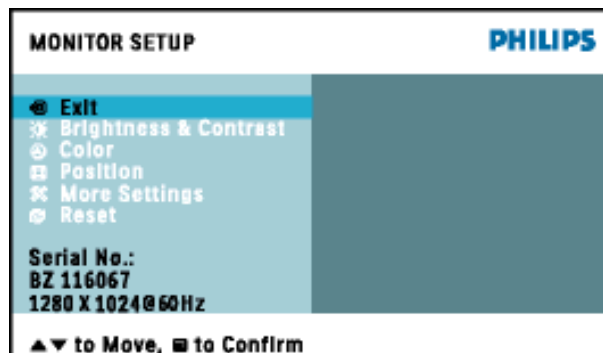 MONITOR SETUP PHILIPS
Exit
Brightness & Contrast
Color
Position
More Settings
Reset
Serial No.:
BZ 116067
1280 X 1024@60Hz
▲▼ to Move, ▣ to Confirm